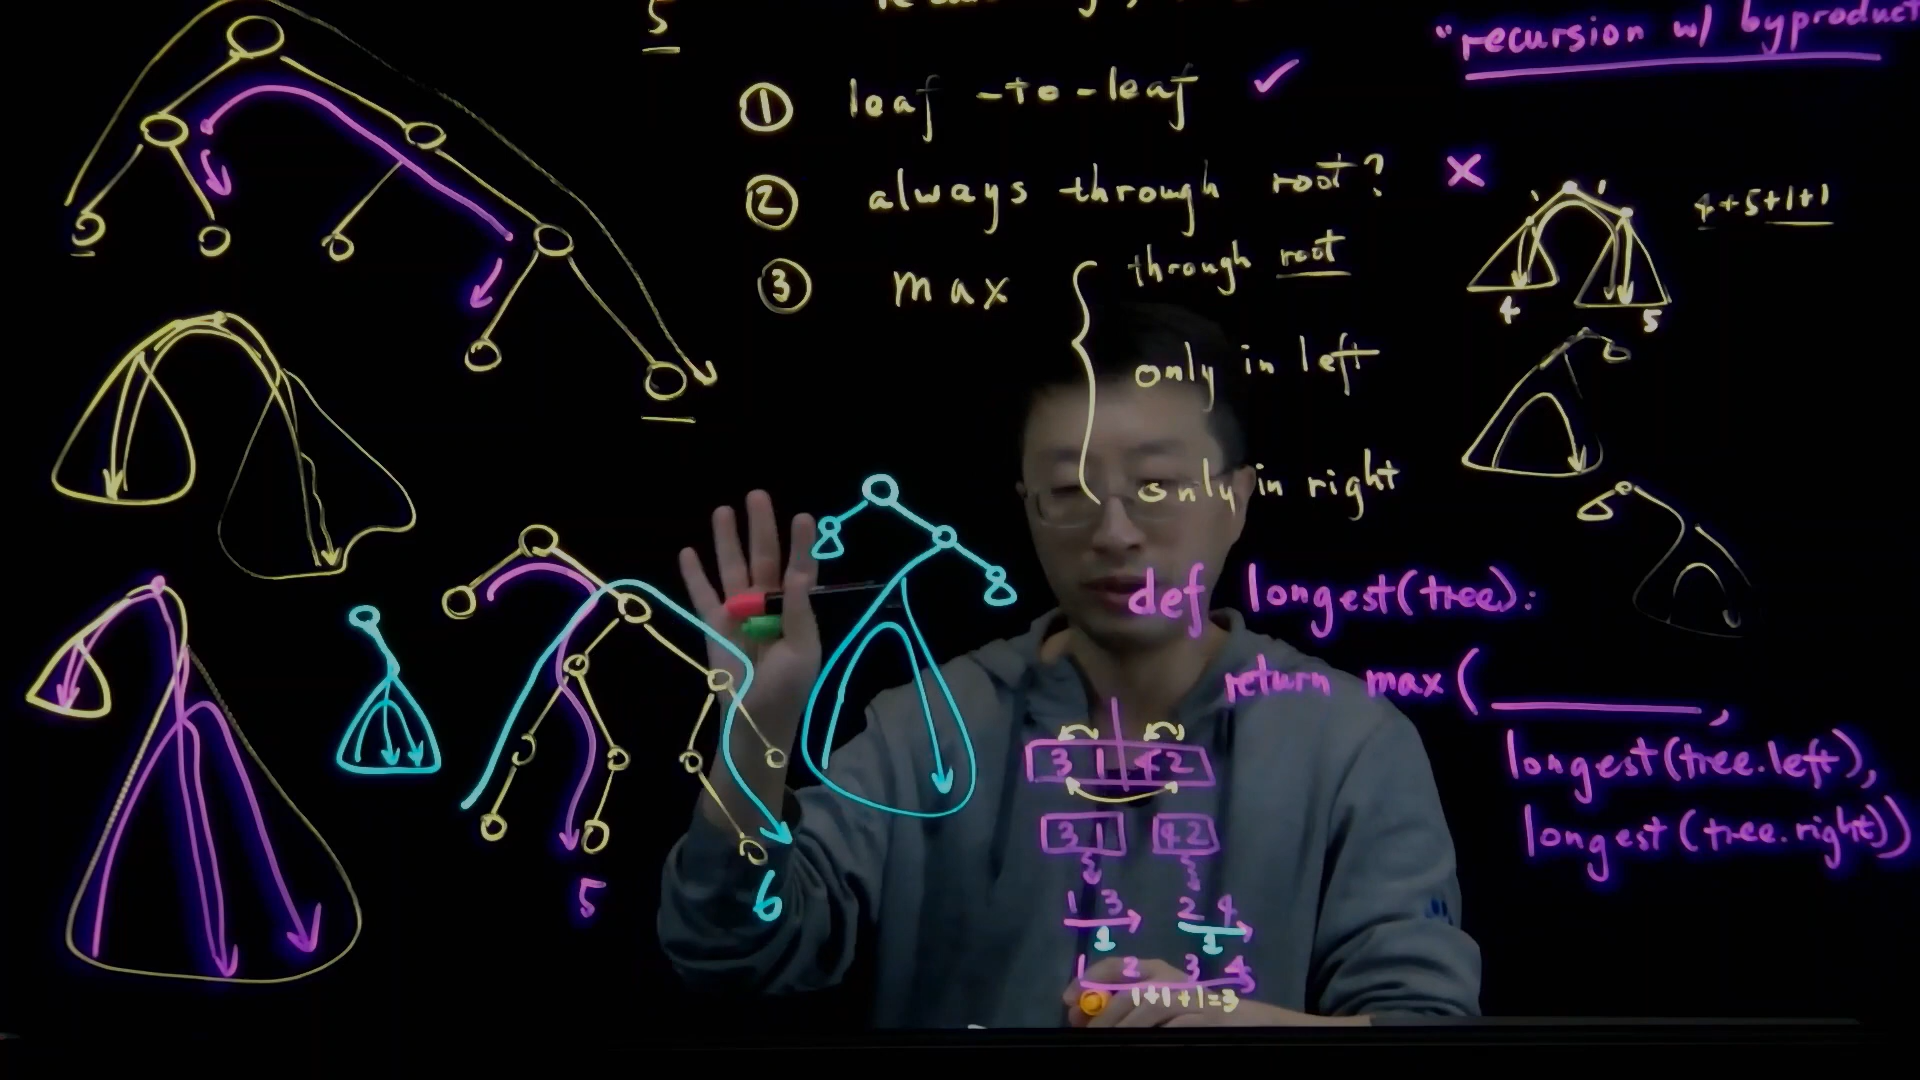 5
"recursion w/ byproduct
① leaf-to-leaf ✓
② always through root? ✗
③ max { through root
only in left
only in right
4+5+1+1
4 5
def longest(tree):
return max(________,
longest(tree.left),
longest(tree.right))
3 1 4 2
3 1 4 2
1 3 2 4
1 1
1 2 3 4
1+1+1=3
5 6